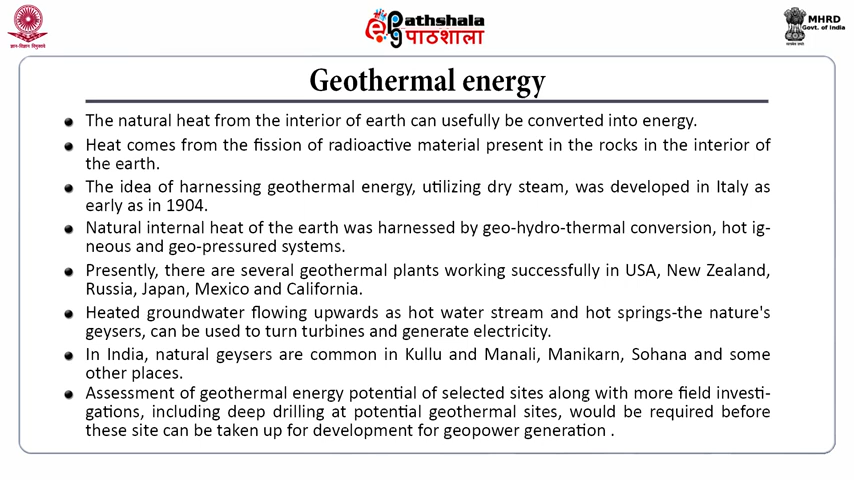 ज्ञान-विज्ञान विमुक्तये
ePathshala
पाठशाला
MHRD
Govt. of India
सत्यमेव जयते
Geothermal energy
The natural heat from the interior of earth can usefully be converted into energy.
Heat comes from the fission of radioactive material present in the rocks in the interior of
the earth.
The idea of harnessing geothermal energy, utilizing dry steam, was developed in Italy as
early as in 1904.
Natural internal heat of the earth was harnessed by geo-hydro-thermal conversion, hot ig-
neous and geo-pressured systems.
Presently, there are several geothermal plants working successfully in USA, New Zealand,
Russia, Japan, Mexico and California.
Heated groundwater flowing upwards as hot water stream and hot springs-the nature's
geysers, can be used to turn turbines and generate electricity.
In India, natural geysers are common in Kullu and Manali, Manikarn, Sohana and some
other places.
Assessment of geothermal energy potential of selected sites along with more field investi-
gations, including deep drilling at potential geothermal sites, would be required before
these site can be taken up for development for geopower generation .